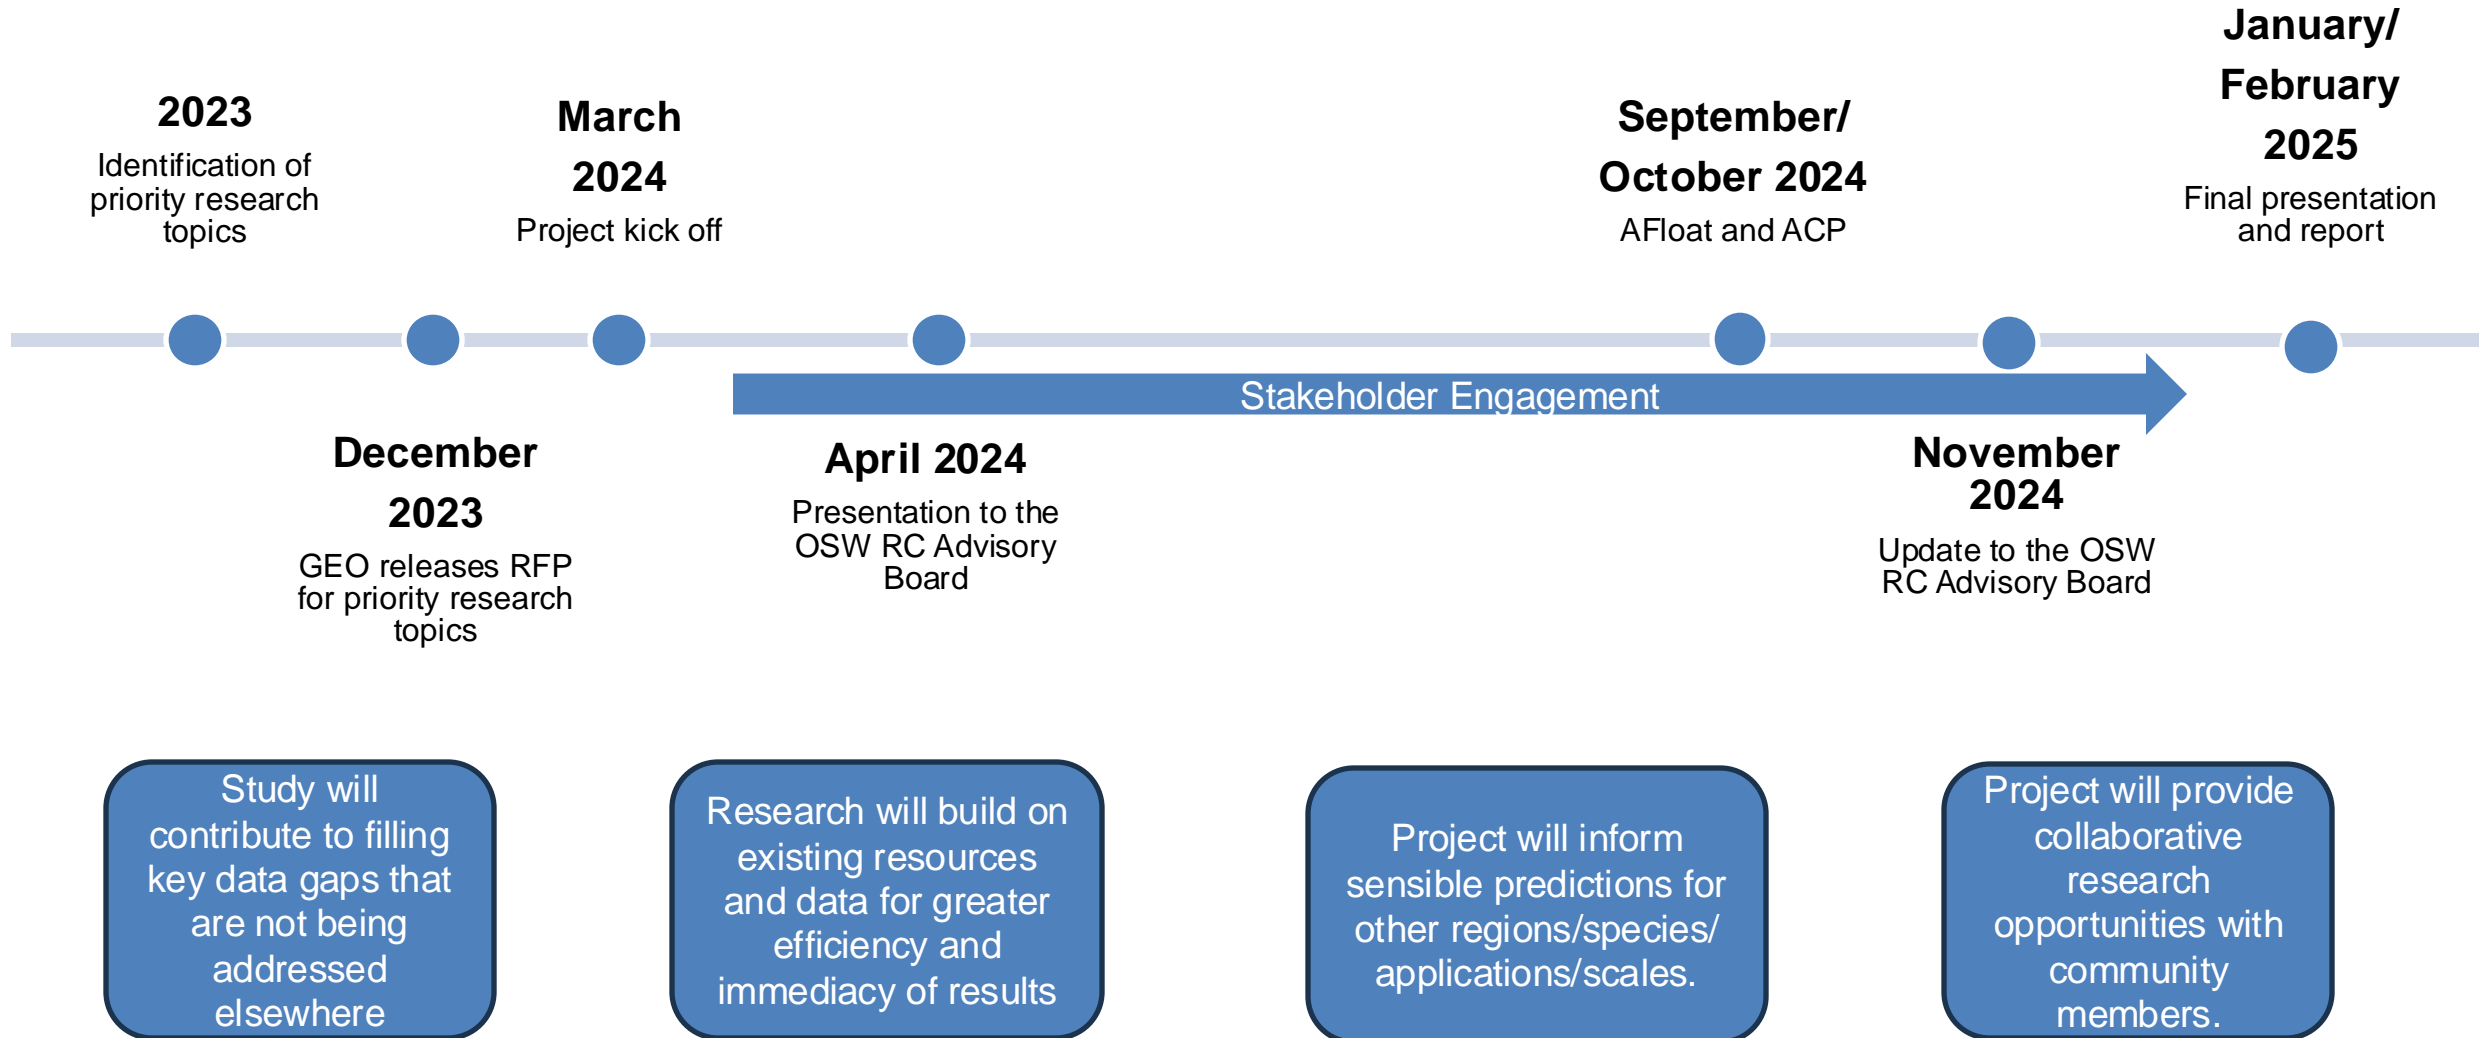 2023
Identification of
priority research
topics
March
2024
Project kick off
September/
October 2024
AFloat and ACP
January/
February
2025
Final presentation
and report
Stakeholder Engagement
December
2023
GEO releases RFP
for priority research
topics
April 2024
Presentation to the
OSW RC Advisory
Board
November
2024
Update to the OSW
RC Advisory Board
Study will
contribute to filling
key data gaps that
are not being
addressed
elsewhere
Research will build on
existing resources
and data for greater
efficiency and
immediacy of results
Project will inform
sensible predictions for
other regions/species/
applications/scales.
Project will provide
collaborative
research
opportunities with
community
members.